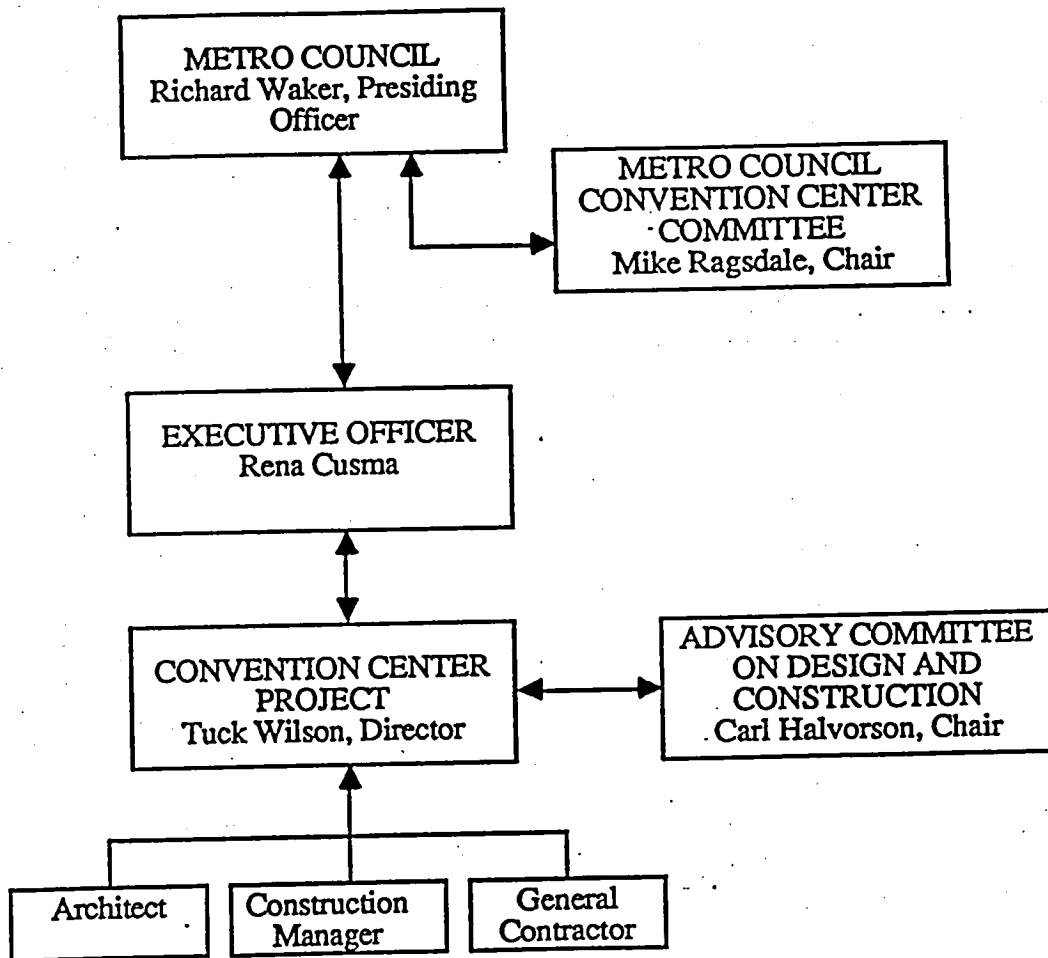 METRO COUNCIL
Richard Waker, Presiding
Officer
METRO COUNCIL
CONVENTION CENTER
COMMITTEE
Mike Ragsdale, Chair
EXECUTIVE OFFICER
Rena Cusma
CONVENTION CENTER
PROJECT
Tuck Wilson, Director
ADVISORY COMMITTEE
ON DESIGN AND
CONSTRUCTION
Carl Halvorson, Chair
Architect
Construction
Manager
General
Contractor